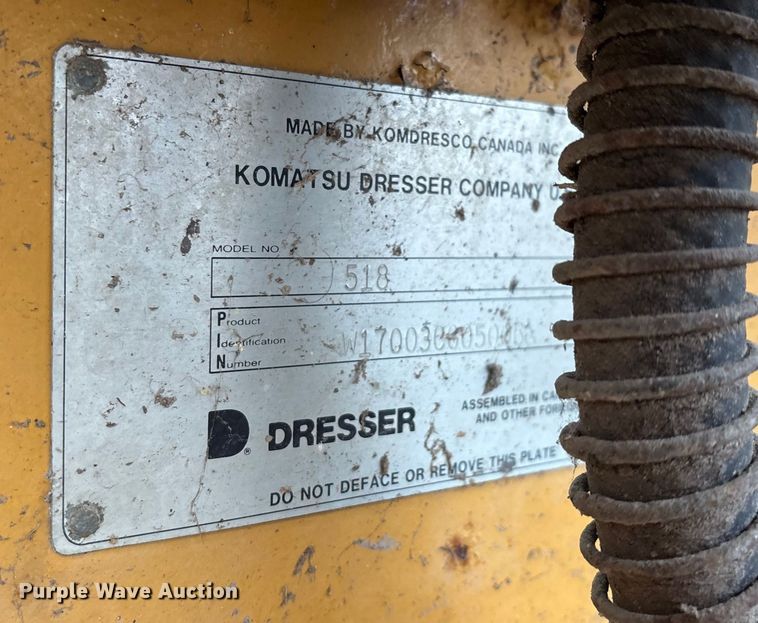 MADE BY KOMDRESCO CANADA INC
KOMATSU DRESSER COMPANY
MODEL NO
518
Product
Identification
Number
D® DRESSER
ASSEMBLED IN
AND OTHER
DO NOT DEFACE OR REMOVE THIS PLATE
Purple Wave Auction